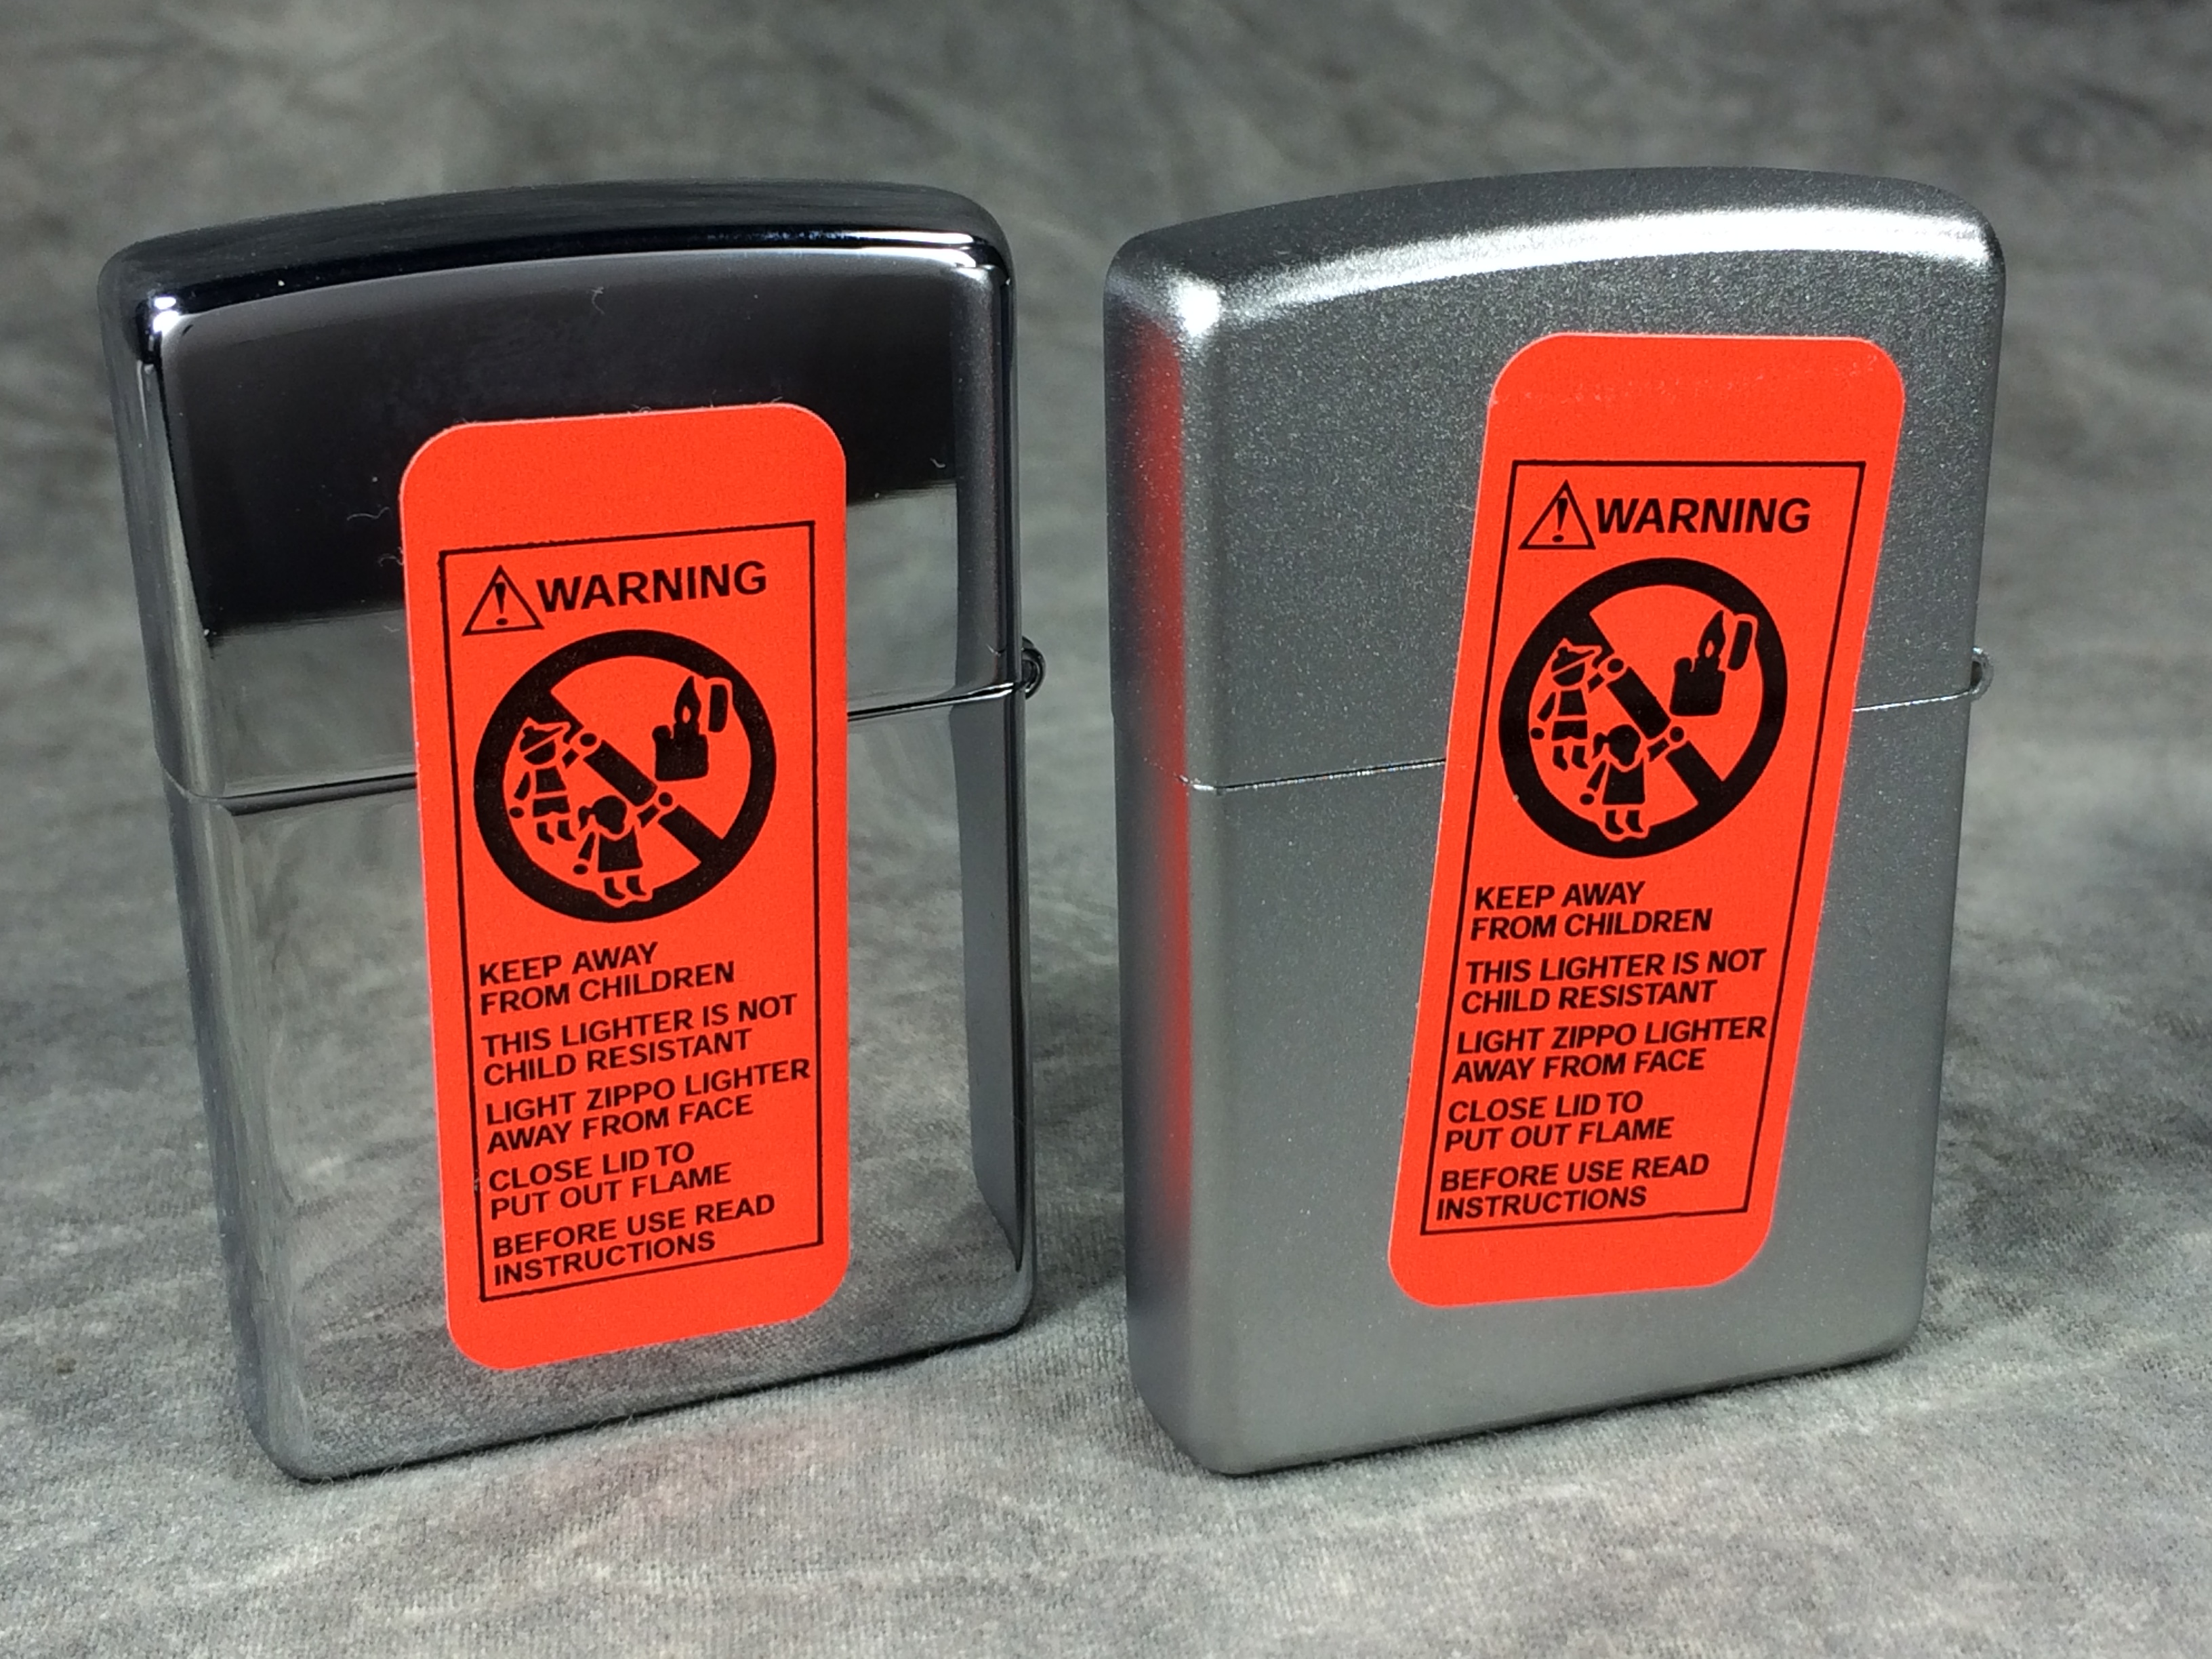 WARNING
KEEP AWAY
FROM CHILDREN
THIS LIGHTER IS NOT
CHILD RESISTANT
LIGHT ZIPPO LIGHTER
AWAY FROM FACE
CLOSE LID TO
PUT OUT FLAME
BEFORE USE READ
INSTRUCTIONS
WARNING
KEEP AWAY
FROM CHILDREN
THIS LIGHTER IS NOT
CHILD RESISTANT
LIGHT ZIPPO LIGHTER
AWAY FROM FACE
CLOSE LID TO
PUT OUT FLAME
BEFORE USE READ
INSTRUCTIONS